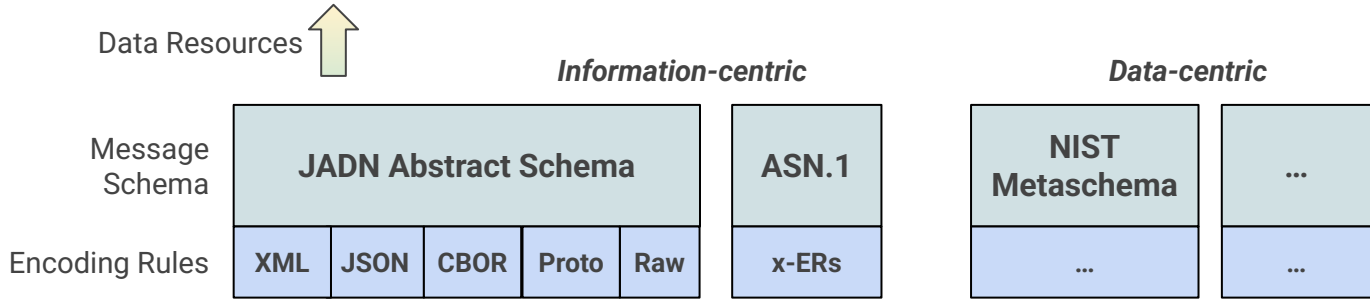 Data Resources
Information-centric
Data-centric
Message
Schema
JADN Abstract Schema
ASN.1
NIST
Metaschema
...
Encoding Rules
XML
JSON
CBOR
Proto
Raw
x-ERs
...
...